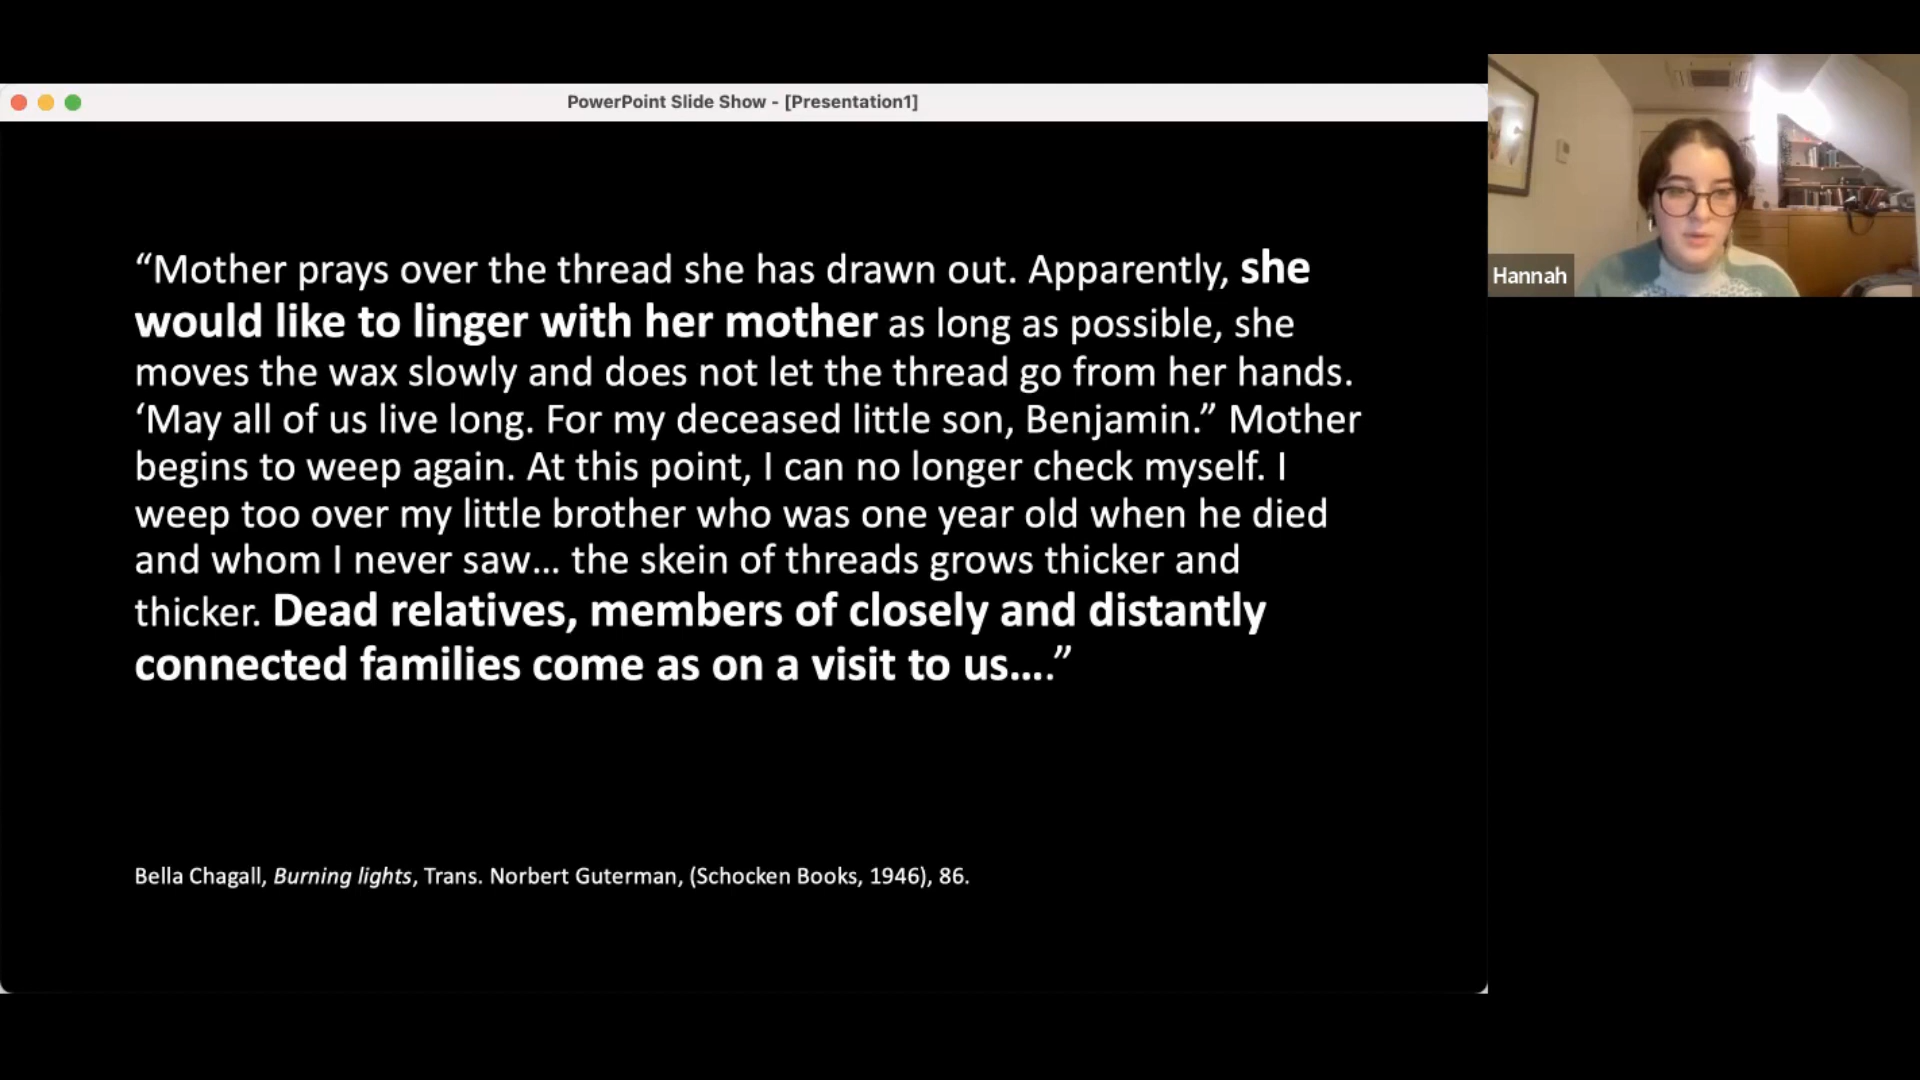 PowerPoint Slide Show - [Presentation1]
“Mother prays over the thread she has drawn out. Apparently, she
would like to linger with her mother as long as possible, she
moves the wax slowly and does not let the thread go from her hands.
‘May all of us live long. For my deceased little son, Benjamin.” Mother
begins to weep again. At this point, I can no longer check myself. I
weep too over my little brother who was one year old when he died
and whom I never saw... the skein of threads grows thicker and
thicker. Dead relatives, members of closely and distantly
connected families come as on a visit to us....”
Bella Chagall, Burning lights, Trans. Norbert Guterman, (Schocken Books, 1946), 86.
Hannah